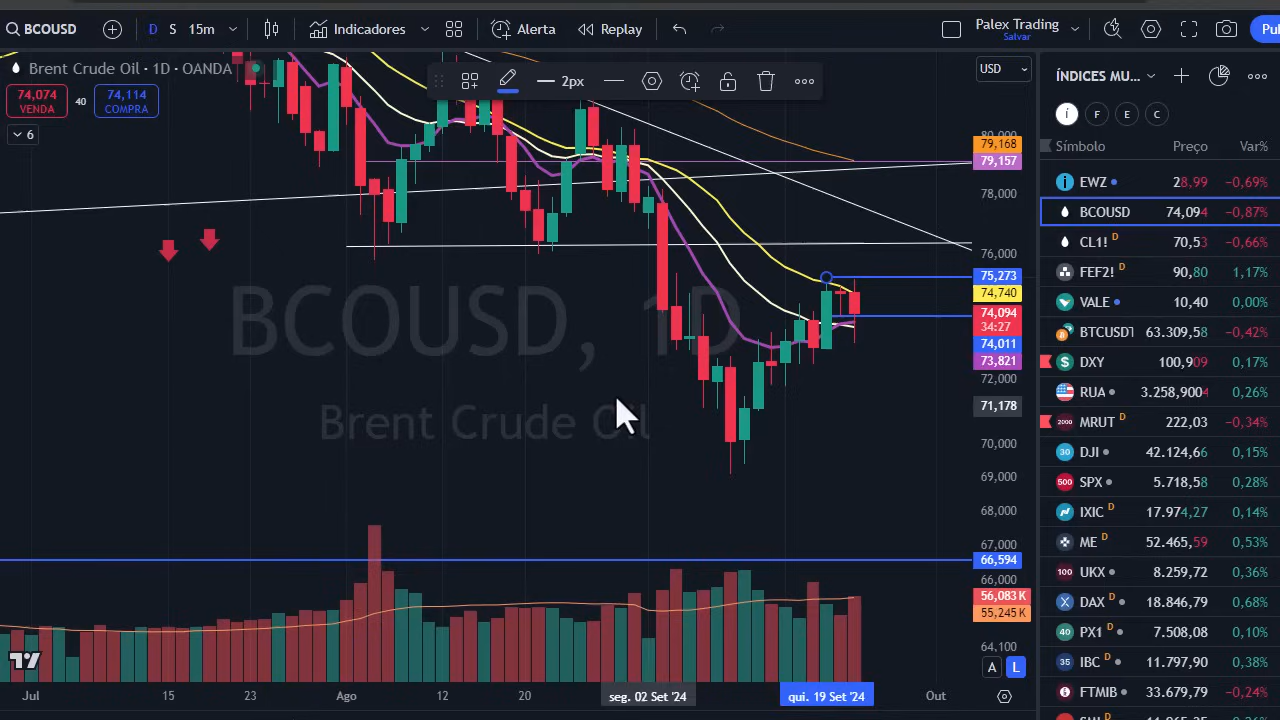 BCOUSD
D S 15m
Indicadores
Alerta
Replay
Palex Trading
Salvar
Brent Crude Oil · 1D · OANDA
74,074
VENDA
40
74,114
COMPRA
6
2px
USD
ÍNDICES MU...
i F E C
Símbolo Preço Var%
EWZ 28,99 −0,69%
BCOUSD 74,094 −0,87%
CL1! D 70,53 −0,66%
FEF2! D 90,80 1,17%
VALE 10,40 0,00%
BTCUSDT 63.309,58 −0,42%
DXY 100,909 0,17%
RUA 3.258,9004 0,26%
MRUT D 222,03 −0,34%
DJI 42.124,66 0,15%
SPX 5.718,58 0,28%
IXIC D 17.974,27 0,14%
ME D 52.465,59 0,53%
UKX 8.259,72 0,36%
DAX D 18.846,79 0,68%
PX1 D 7.508,08 0,10%
IBC D 11.797,90 0,38%
FTMIB 33.679,79 −0,24%
80,000
79,168
79,157
78,000
76,000
75,273
74,740
74,094
34:27
74,011
73,821
72,000
71,178
70,000
69,000
68,000
67,000
66,594
66,000
56,083 K
55,245 K
64,100
A L
BCOUSD, 1D
Brent Crude Oil
Jul 15 23 Ago 12 20 seg. 02 Set '24 qui. 19 Set '24 Out